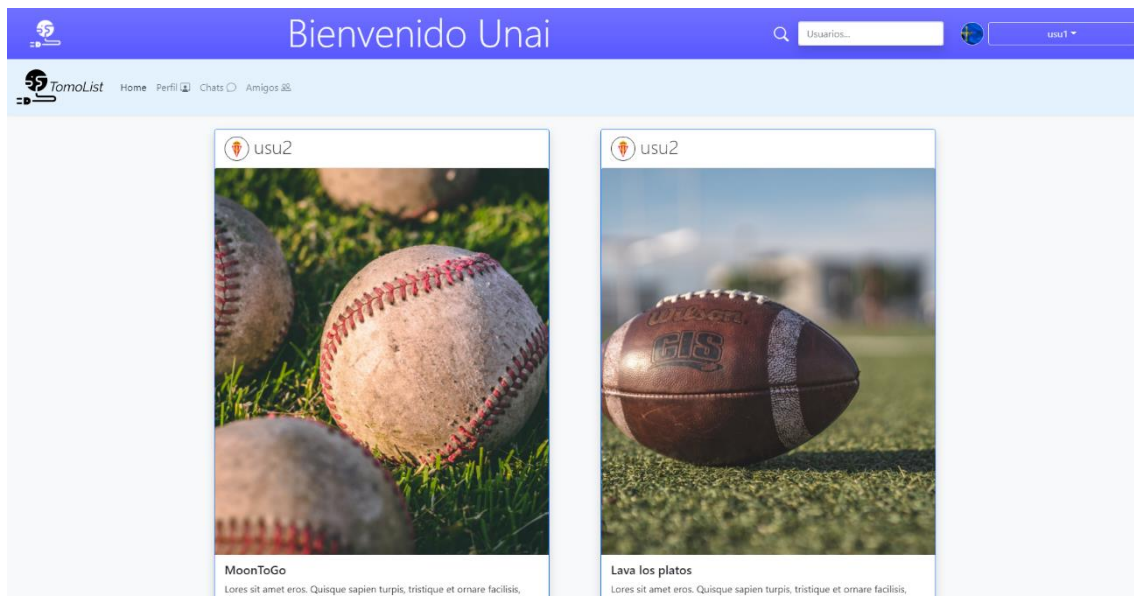 Bienvenido Unai
Usuarios...
usu1
TomoList
Home Perfil Chats Amigos
usu2
usu2
Wilson
GIS
MoonToGo
Lores sit amet eros. Quisque sapien turpis, tristique et ornare facilisis,
Lava los platos
Lores sit amet eros. Quisque sapien turpis, tristique et ornare facilisis,